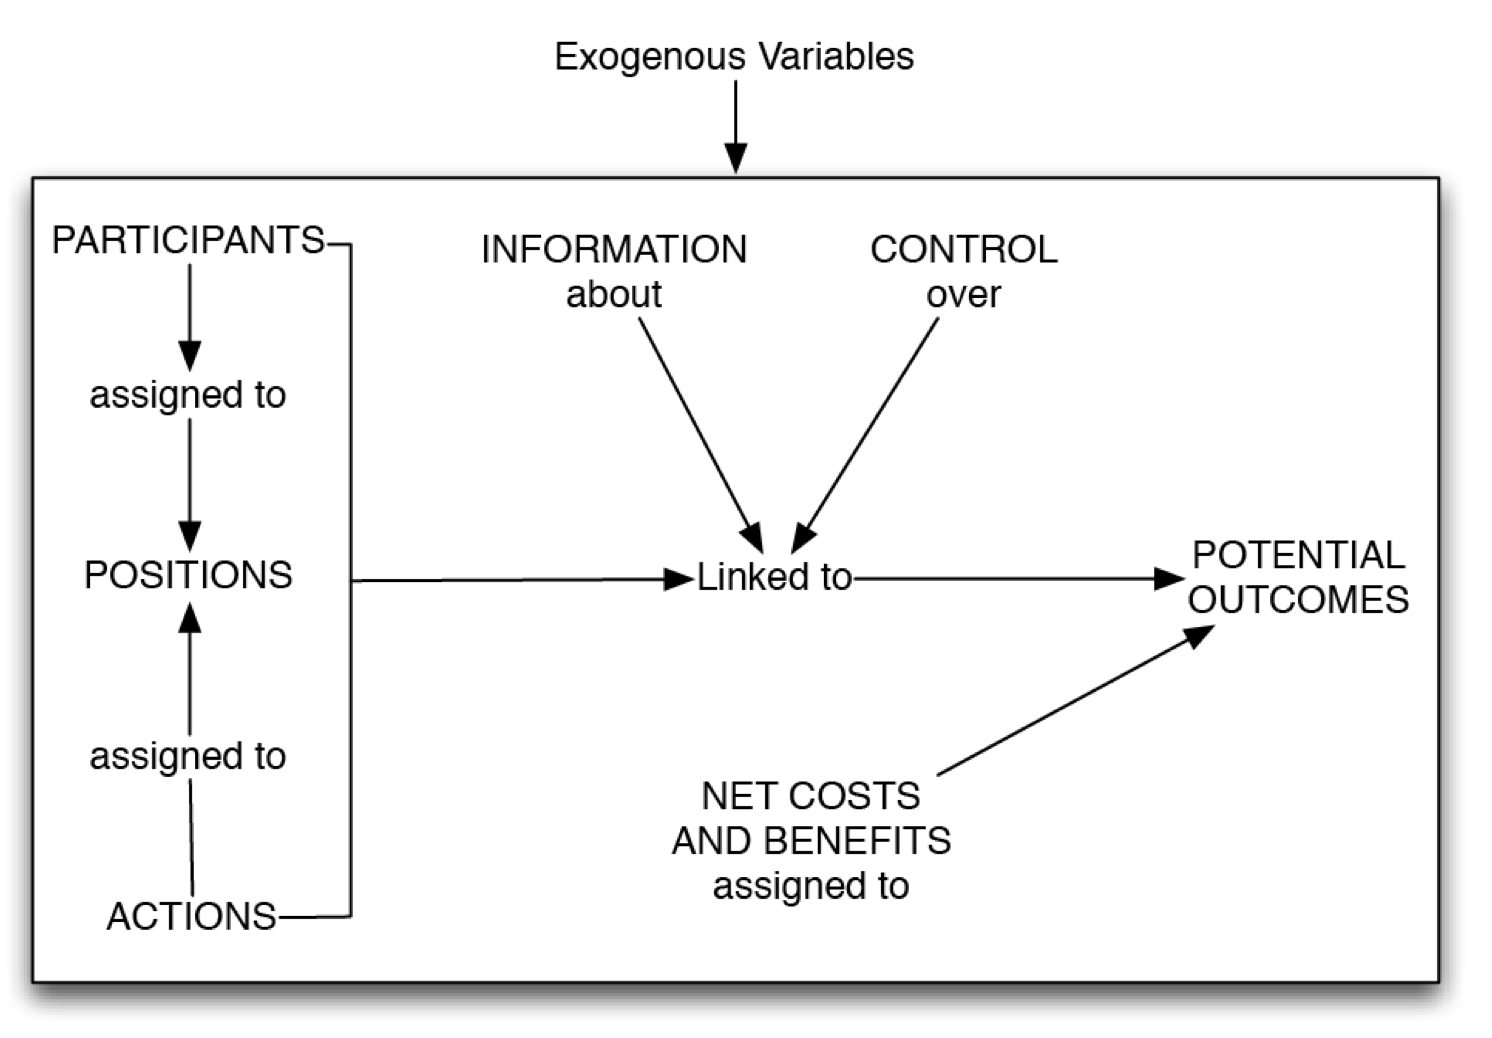 Exogenous Variables
PARTICIPANTS
assigned to
POSITIONS
assigned to
ACTIONS
INFORMATION
about
CONTROL
over
Linked to
POTENTIAL
OUTCOMES
NET COSTS
AND BENEFITS
assigned to